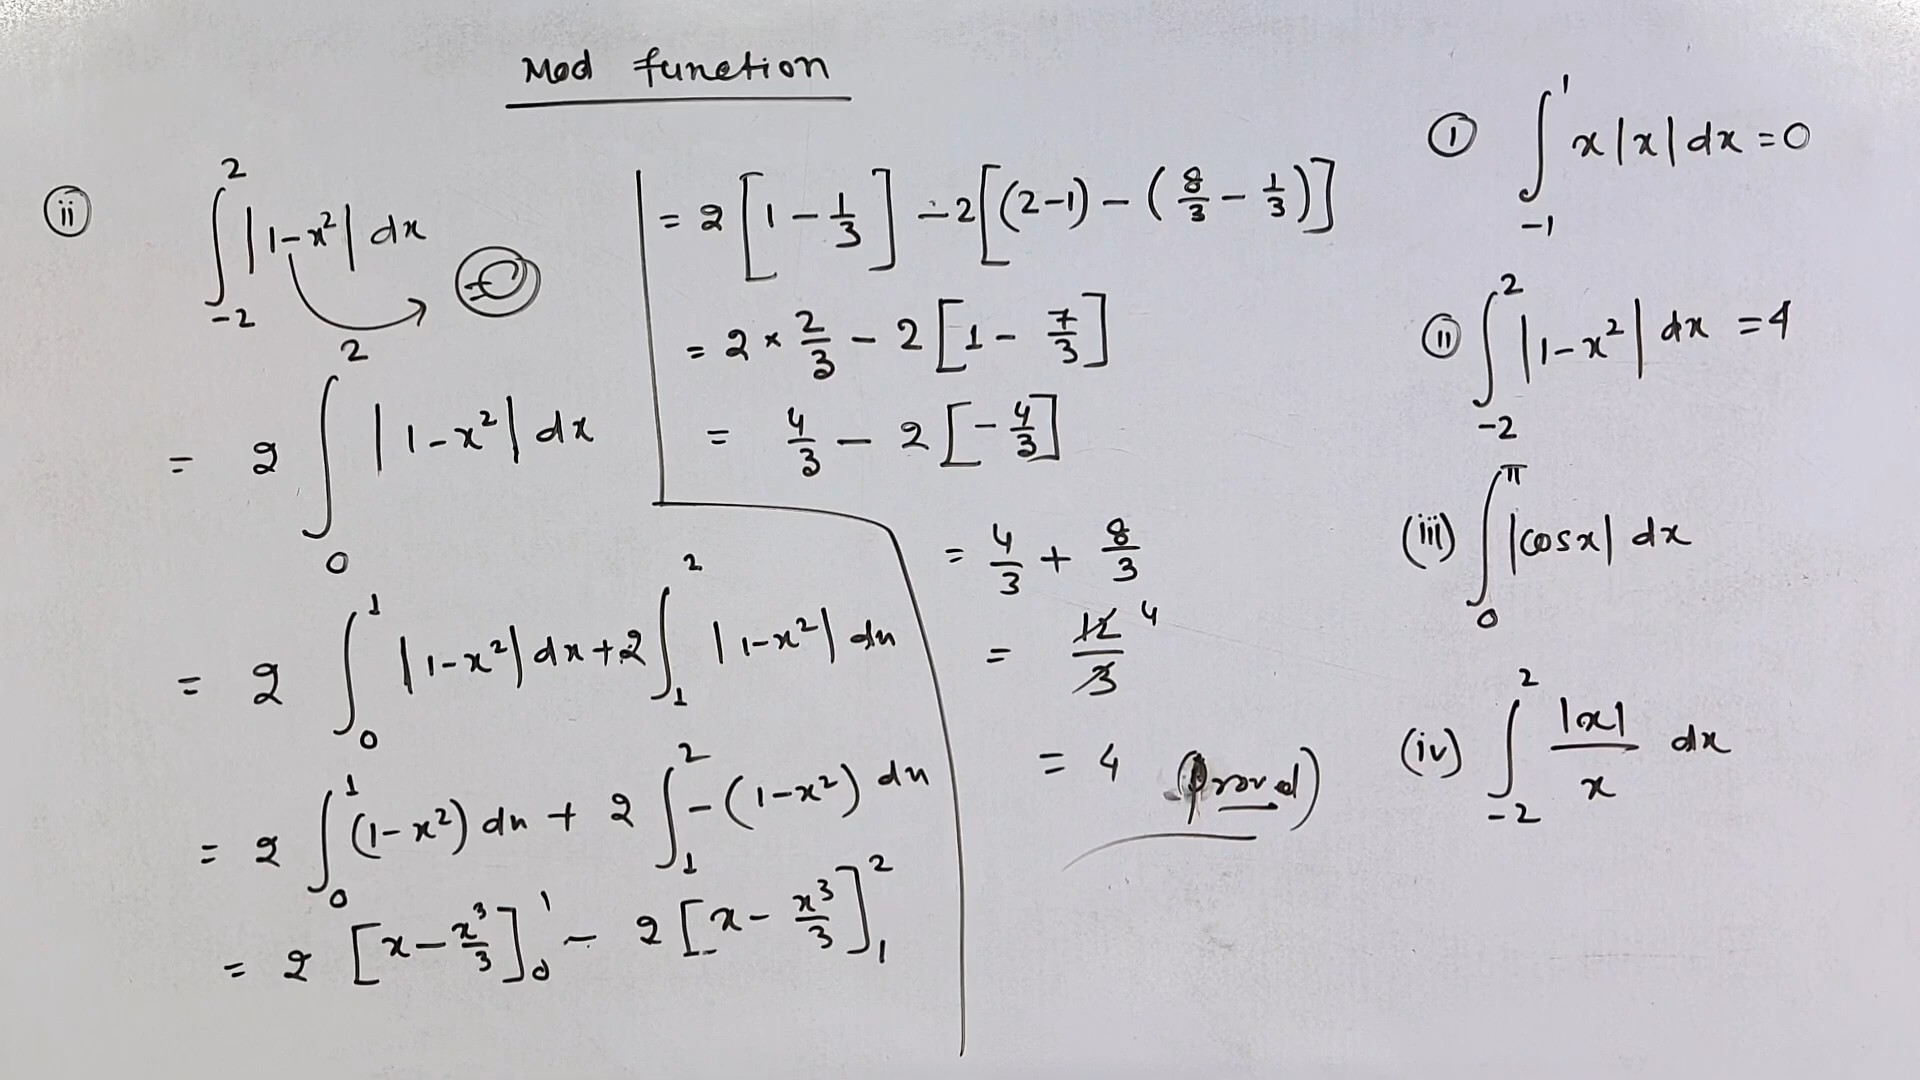 Mod function
(ii) ∫_{-2}^{2} |1-x²| dx
= 2 ∫_{0}^{2} |1-x²| dx
= 2 ∫_{0}^{1} |1-x²| dx + 2 ∫_{1}^{2} |1-x²| dx
= 2 ∫_{0}^{1} (1-x²) dx + 2 ∫_{1}^{2} -(1-x²) dx
= 2 [x - x³/3]_{0}^{1} - 2 [x - x³/3]_{1}^{2}
= 2 [1 - 1/3] - 2 [(2-1) - (8/3 - 1/3)]
= 2 × 2/3 - 2 [1 - 7/3]
= 4/3 - 2 [-4/3]
= 4/3 + 8/3
= 12/3 4
= 4 (proved)
(i) ∫_{-1}^{1} x|x| dx = 0
(ii) ∫_{-2}^{2} |1-x²| dx = 4
(iii) ∫_{0}^{π} |cosx| dx
(iv) ∫_{-2}^{2} |x|/x dx